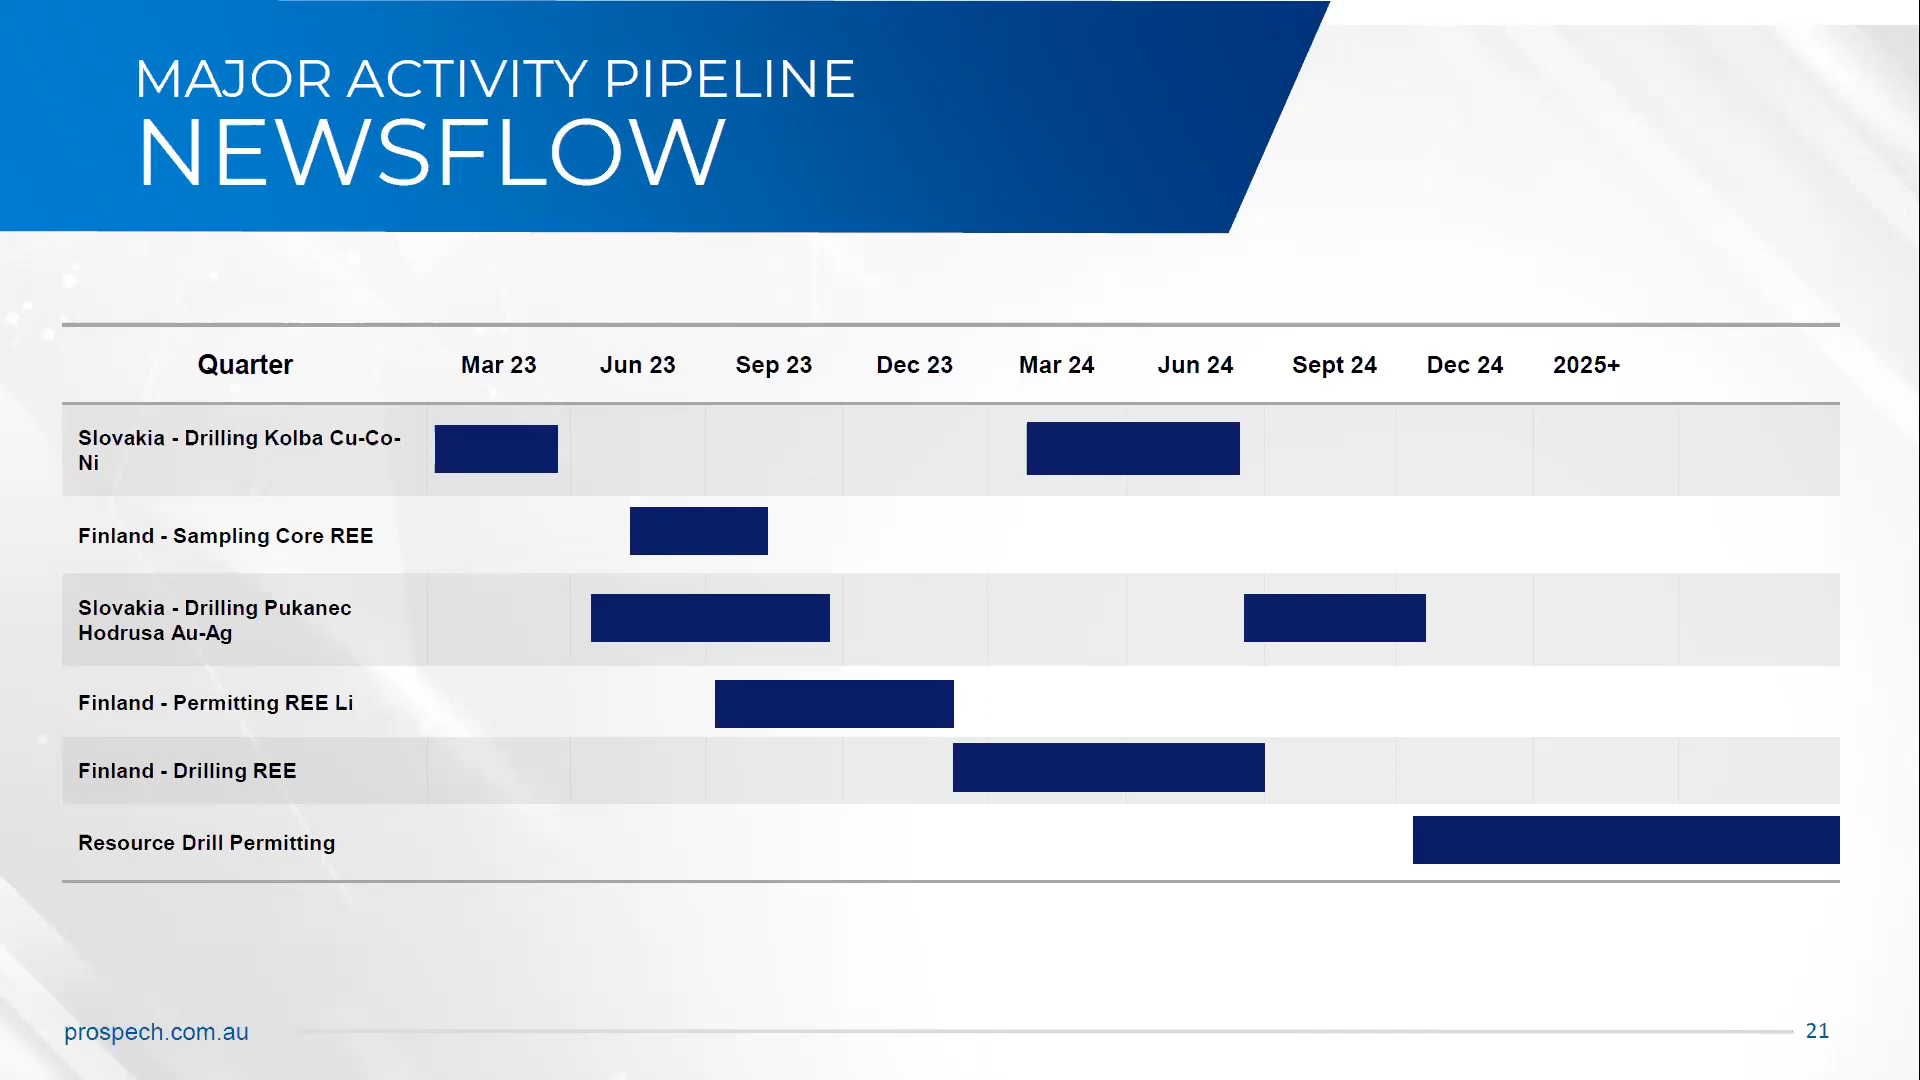 MAJOR ACTIVITY PIPELINE
NEWSFLOW
Quarter Mar 23 Jun 23 Sep 23 Dec 23 Mar 24 Jun 24 Sept 24 Dec 24 2025+
Slovakia - Drilling Kolba Cu-Co-
Ni
Finland - Sampling Core REE
Slovakia - Drilling Pukanec
Hodrusa Au-Ag
Finland - Permitting REE Li
Finland - Drilling REE
Resource Drill Permitting
prospech.com.au
21